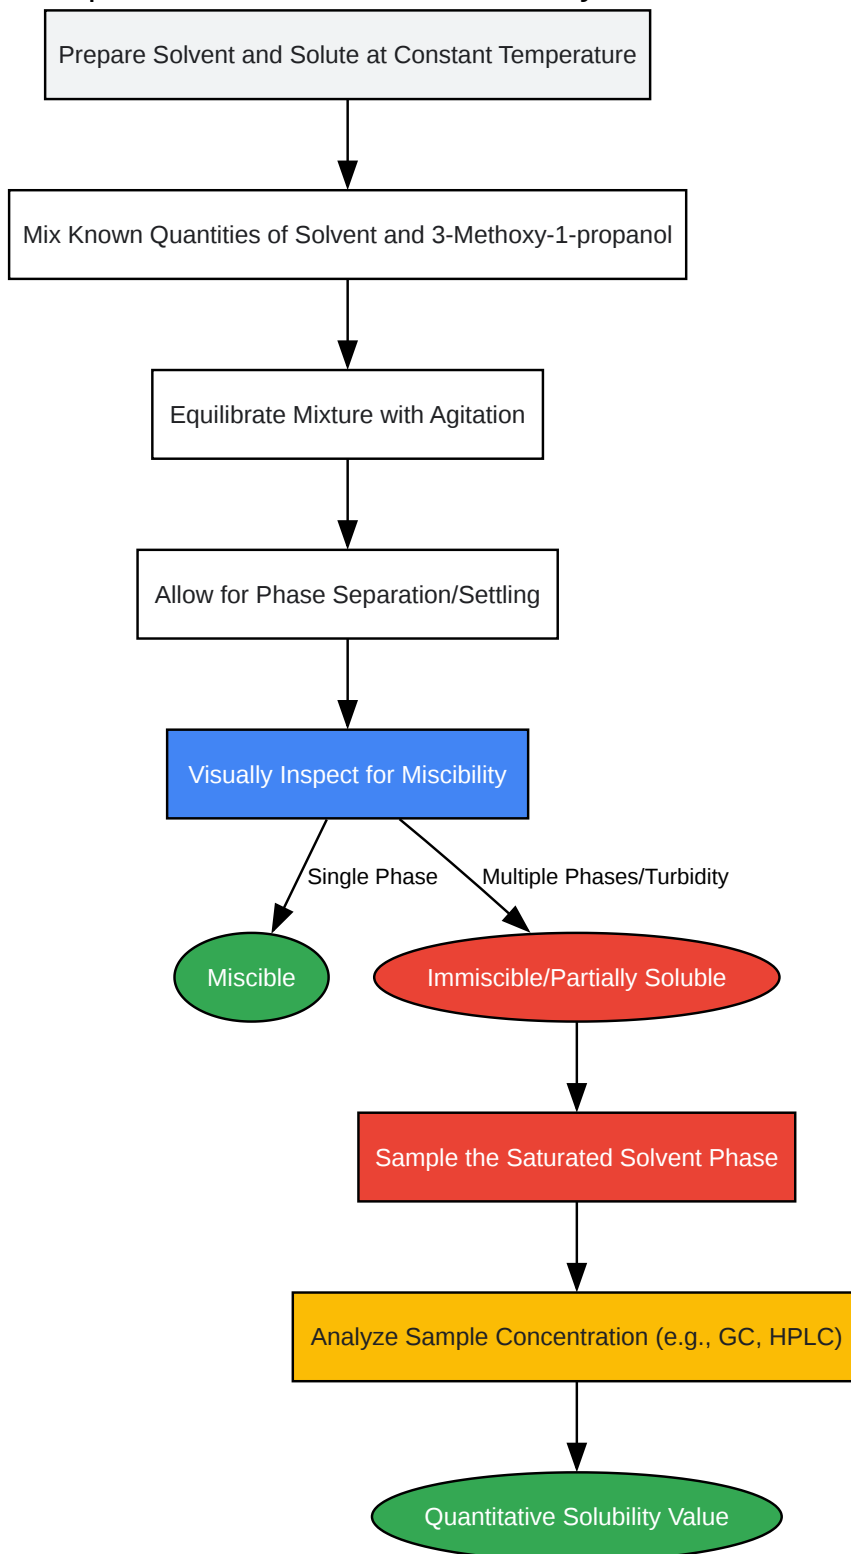 Prepare Solvent and Solute at Constant Temperature
Mix Known Quantities of Solvent and 3-Methoxy-1-propanol
Equilibrate Mixture with Agitation
Allow for Phase Separation/Settling
Visually Inspect for Miscibility
Single Phase
Multiple Phases/Turbidity
Miscible
Immiscible/Partially Soluble
Sample the Saturated Solvent Phase
Analyze Sample Concentration (e.g., GC, HPLC)
Quantitative Solubility Value